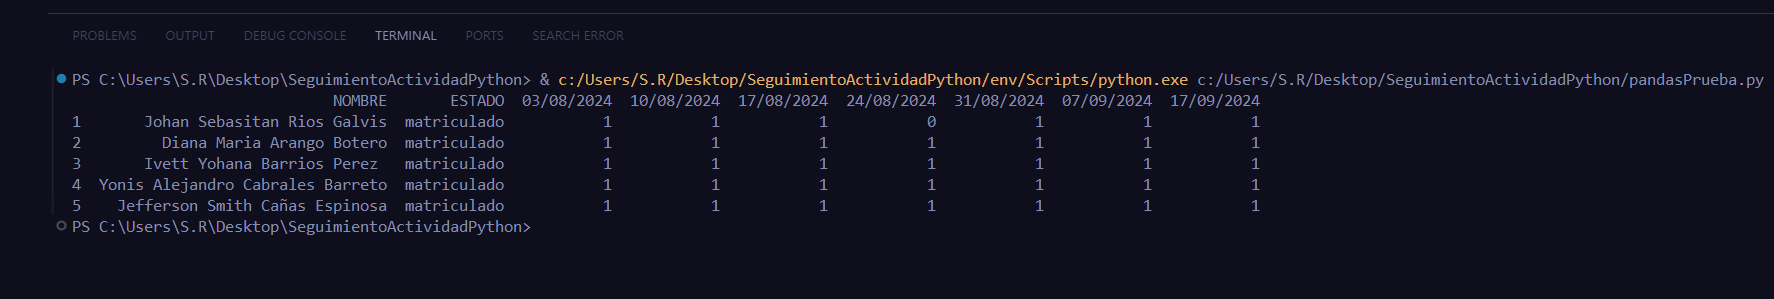 PROBLEMS OUTPUT DEBUG CONSOLE TERMINAL PORTS SEARCH ERROR
PS C:\Users\S.R\Desktop\SeguimientoActividadPython> & c:/Users/S.R/Desktop/SeguimientoActividadPython/env/Scripts/python.exe c:/Users/S.R/Desktop/SeguimientoActividadPython/pandasPrueba.py
NOMBRE ESTADO 03/08/2024 10/08/2024 17/08/2024 24/08/2024 31/08/2024 07/09/2024 17/09/2024
1 Johan Sebasitan Rios Galvis matriculado 1 1 1 0 1 1 1
2 Diana Maria Arango Botero matriculado 1 1 1 1 1 1 1
3 Ivett Yohana Barrios Perez matriculado 1 1 1 1 1 1 1
4 Yonis Alejandro Cabrales Barreto matriculado 1 1 1 1 1 1 1
5 Jefferson Smith Cañas Espinosa matriculado 1 1 1 1 1 1 1
PS C:\Users\S.R\Desktop\SeguimientoActividadPython>